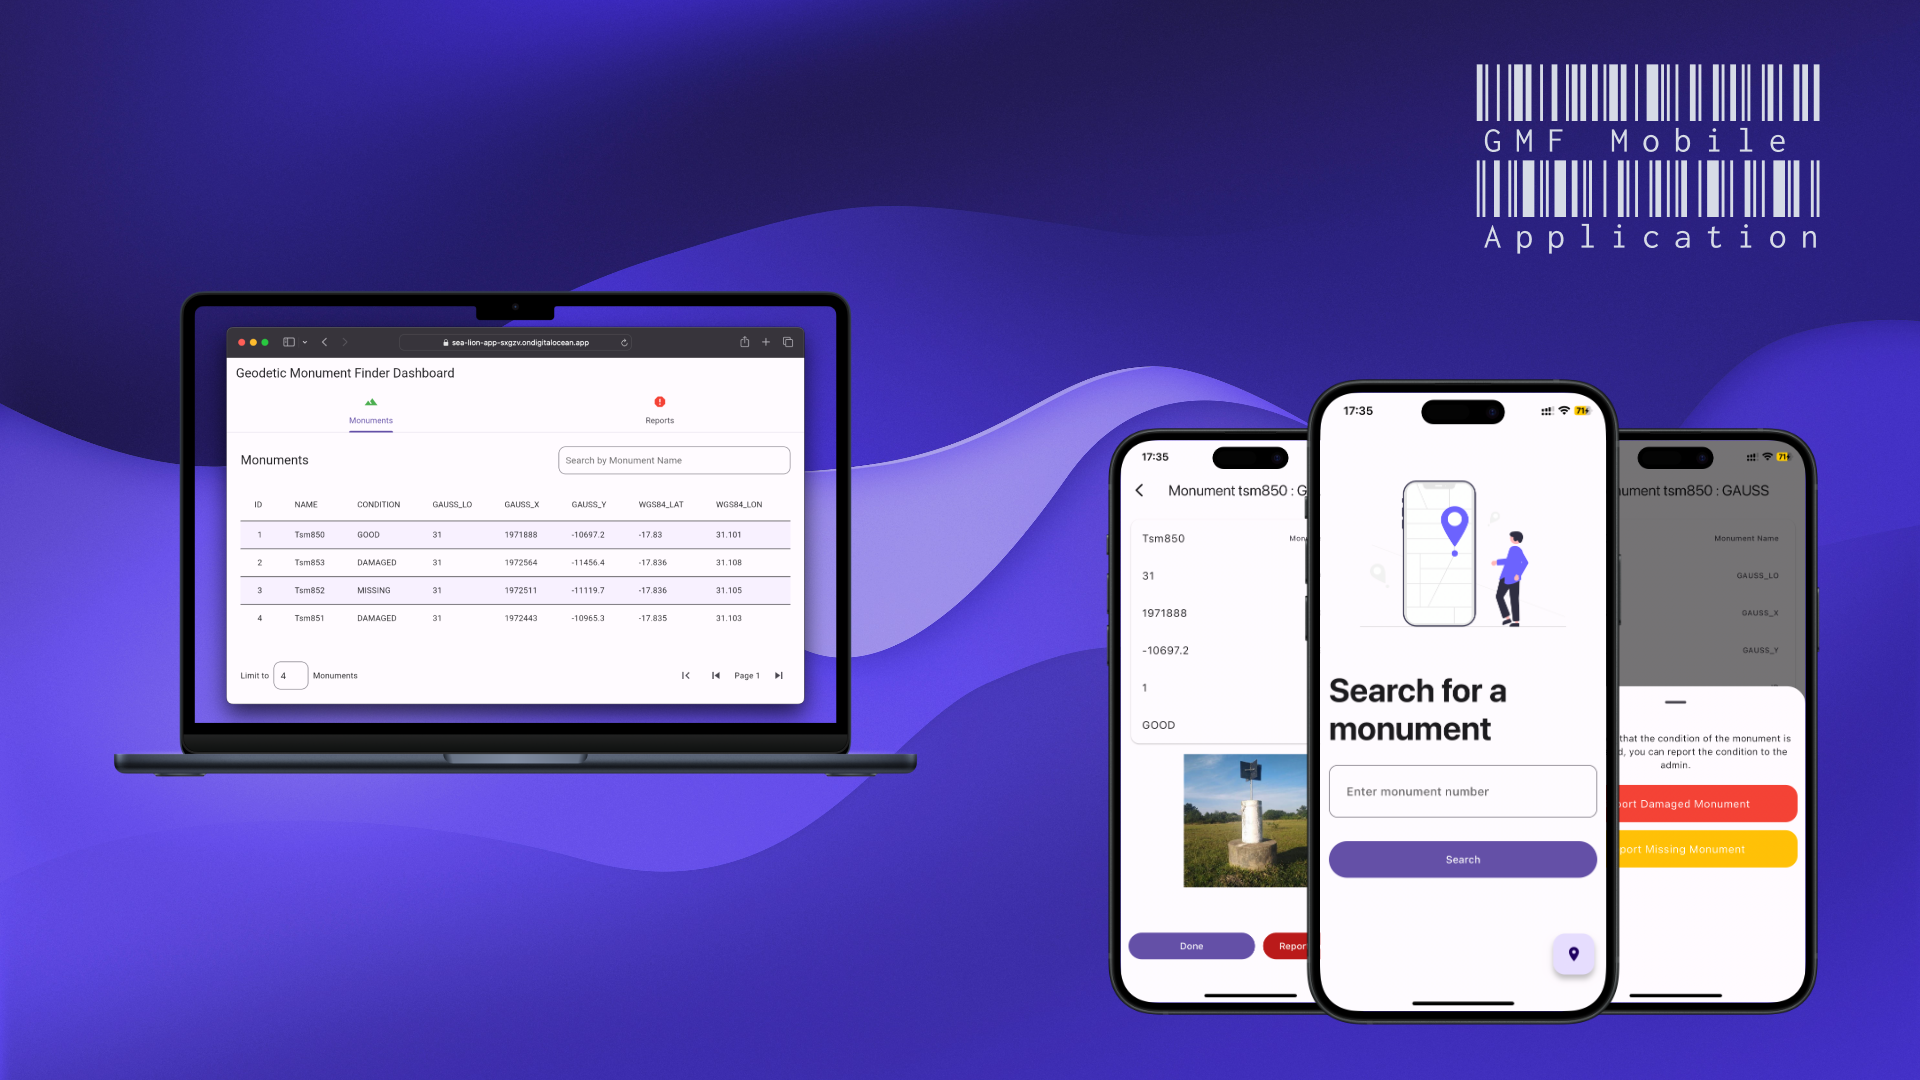 GMF Mobile
Application
sea-lion-app-sxgzv.ondigitalocean.app
Geodetic Monument Finder Dashboard
Monuments
Reports
Monuments
Search by Monument Name
ID NAME CONDITION GAUSS_LO GAUSS_X GAUSS_Y WGS84_LAT WGS84_LON
1 Tsm850 GOOD 31 1971888 -10697.2 -17.83 31.101
2 Tsm853 DAMAGED 31 1972564 -11456.4 -17.836 31.108
3 Tsm852 MISSING 31 1972511 -11119.7 -17.836 31.105
4 Tsm851 DAMAGED 31 1972443 -10965.3 -17.835 31.103
Limit to 4 Monuments
Page 1
17:35
Monument tsm850 : G
Tsm850 Mon
31
1971888
-10697.2
1
GOOD
Done
Repor
17:35
71
Search for a
monument
Enter monument number
Search
71
ument tsm850 : GAUSS
Monument Name
GAUSS_LO
GAUSS_X
GAUSS_Y
that the condition of the monument is
d, you can report the condition to the
admin.
ort Damaged Monument
port Missing Monument